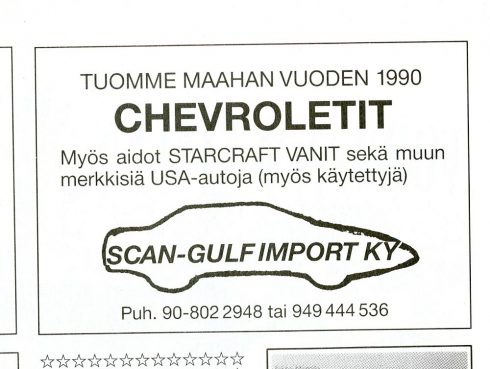 TUOMME MAAHAN VUODEN 1990
CHEVROLETIT
Myös aidot STARCRAFT VANIT sekä muun
merkkisiä USA-autoja (myös käytettyjä)
SCAN-GULF IMPORT KY
Puh. 90-802 2948 tai 949 444 536